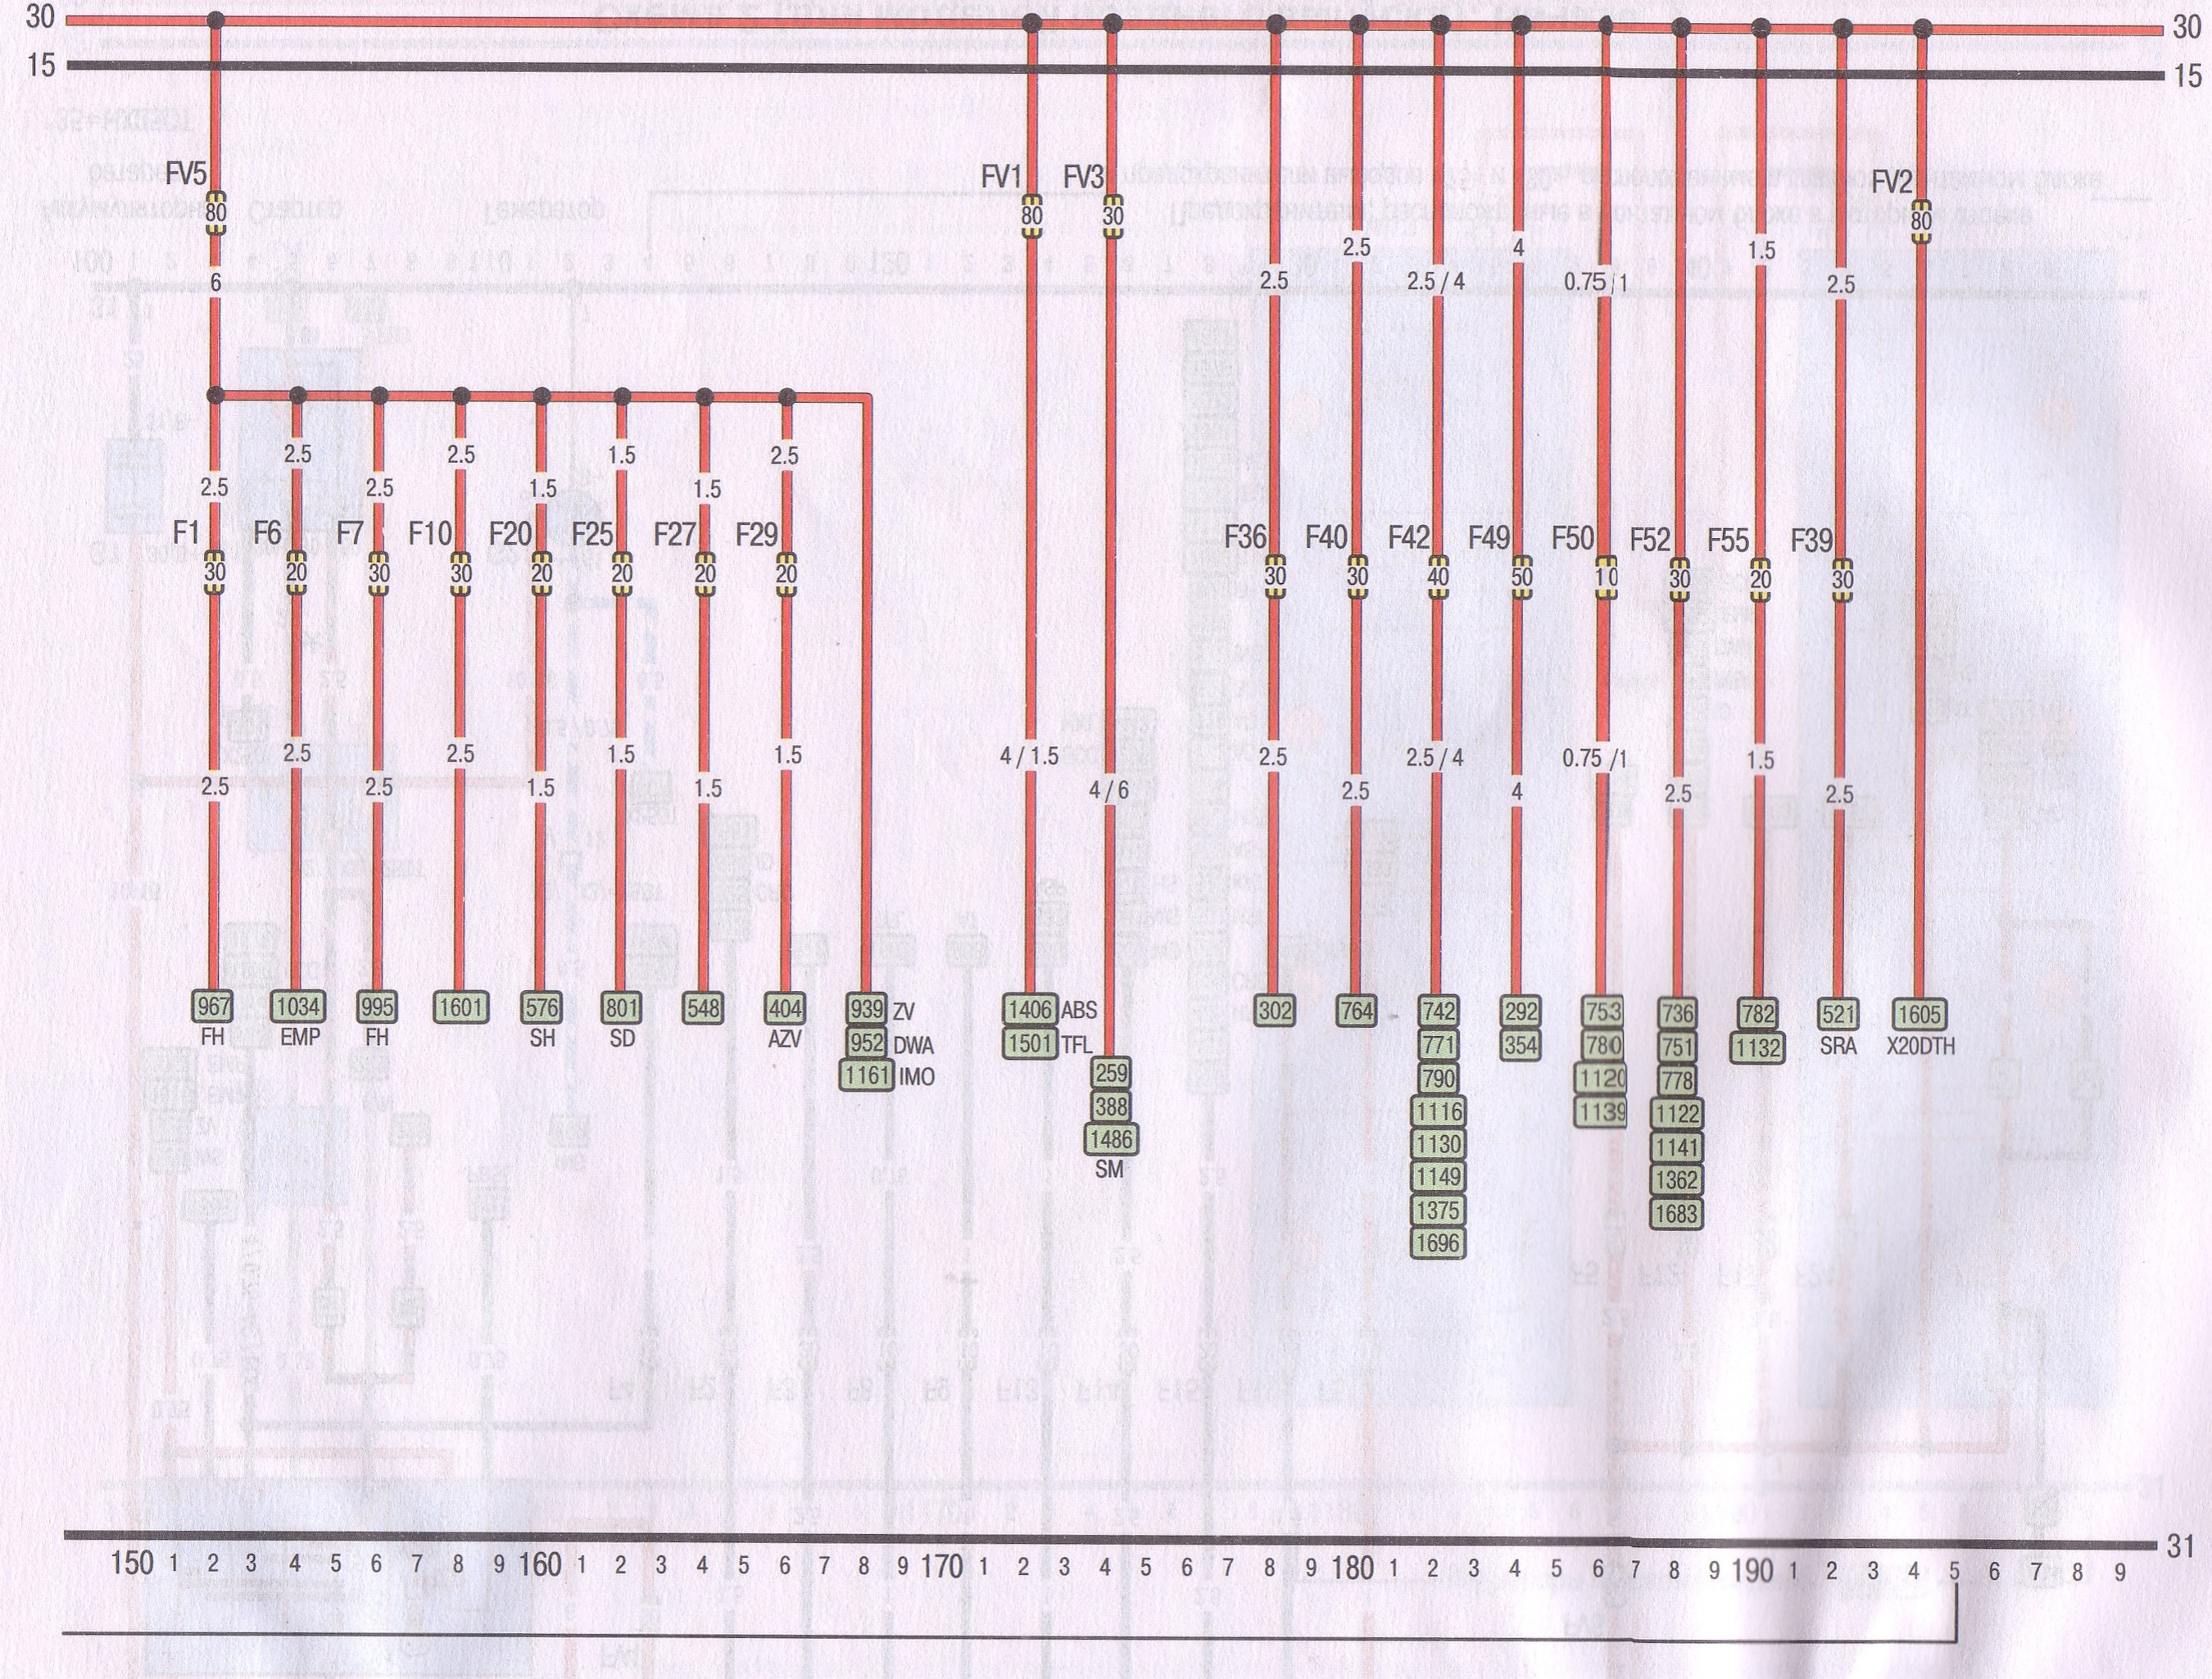 30 30
15 15
FV5 FV1 FV3 FV2
80 80 30 80
6 2.5 2.5 2.5 / 4 4 0.75 / 1 1.5 2.5
2.5 2.5 1.5 2.5
2.5 2.5 1.5 1.5
F1 F6 F7 F10 F20 F25 F27 F29 F36 F40 F42 F49 F50 F52 F55 F39
30 20 30 30 20 20 20 20 30 30 40 50 10 30 20 30
2.5 2.5 1.5 1.5 4 / 1.5 2.5 2.5 / 4 0.75 /1 1.5
2.5 2.5 1.5 1.5 4 / 6 2.5 4 2.5 2.5
967 1034 995 1601 576 801 548 404 939 ZV 1406 ABS 302 764 742 292 753 736 782 521 1605
FH EMP FH SH SD AZV 952 DWA 1501 TFL 771 354 780 751 1132 SRA X20DTH
1161 IMO 259 790 1120 778
388 1116 1139 1122
1486 1130 1141
SM 1149 1362
1375 1683
1696
31
150 1 2 3 4 5 6 7 8 9 160 1 2 3 4 5 6 7 8 9 170 1 2 3 4 5 6 7 8 9 180 1 2 3 4 5 6 7 8 9 190 1 2 3 4 5 6 7 8 9